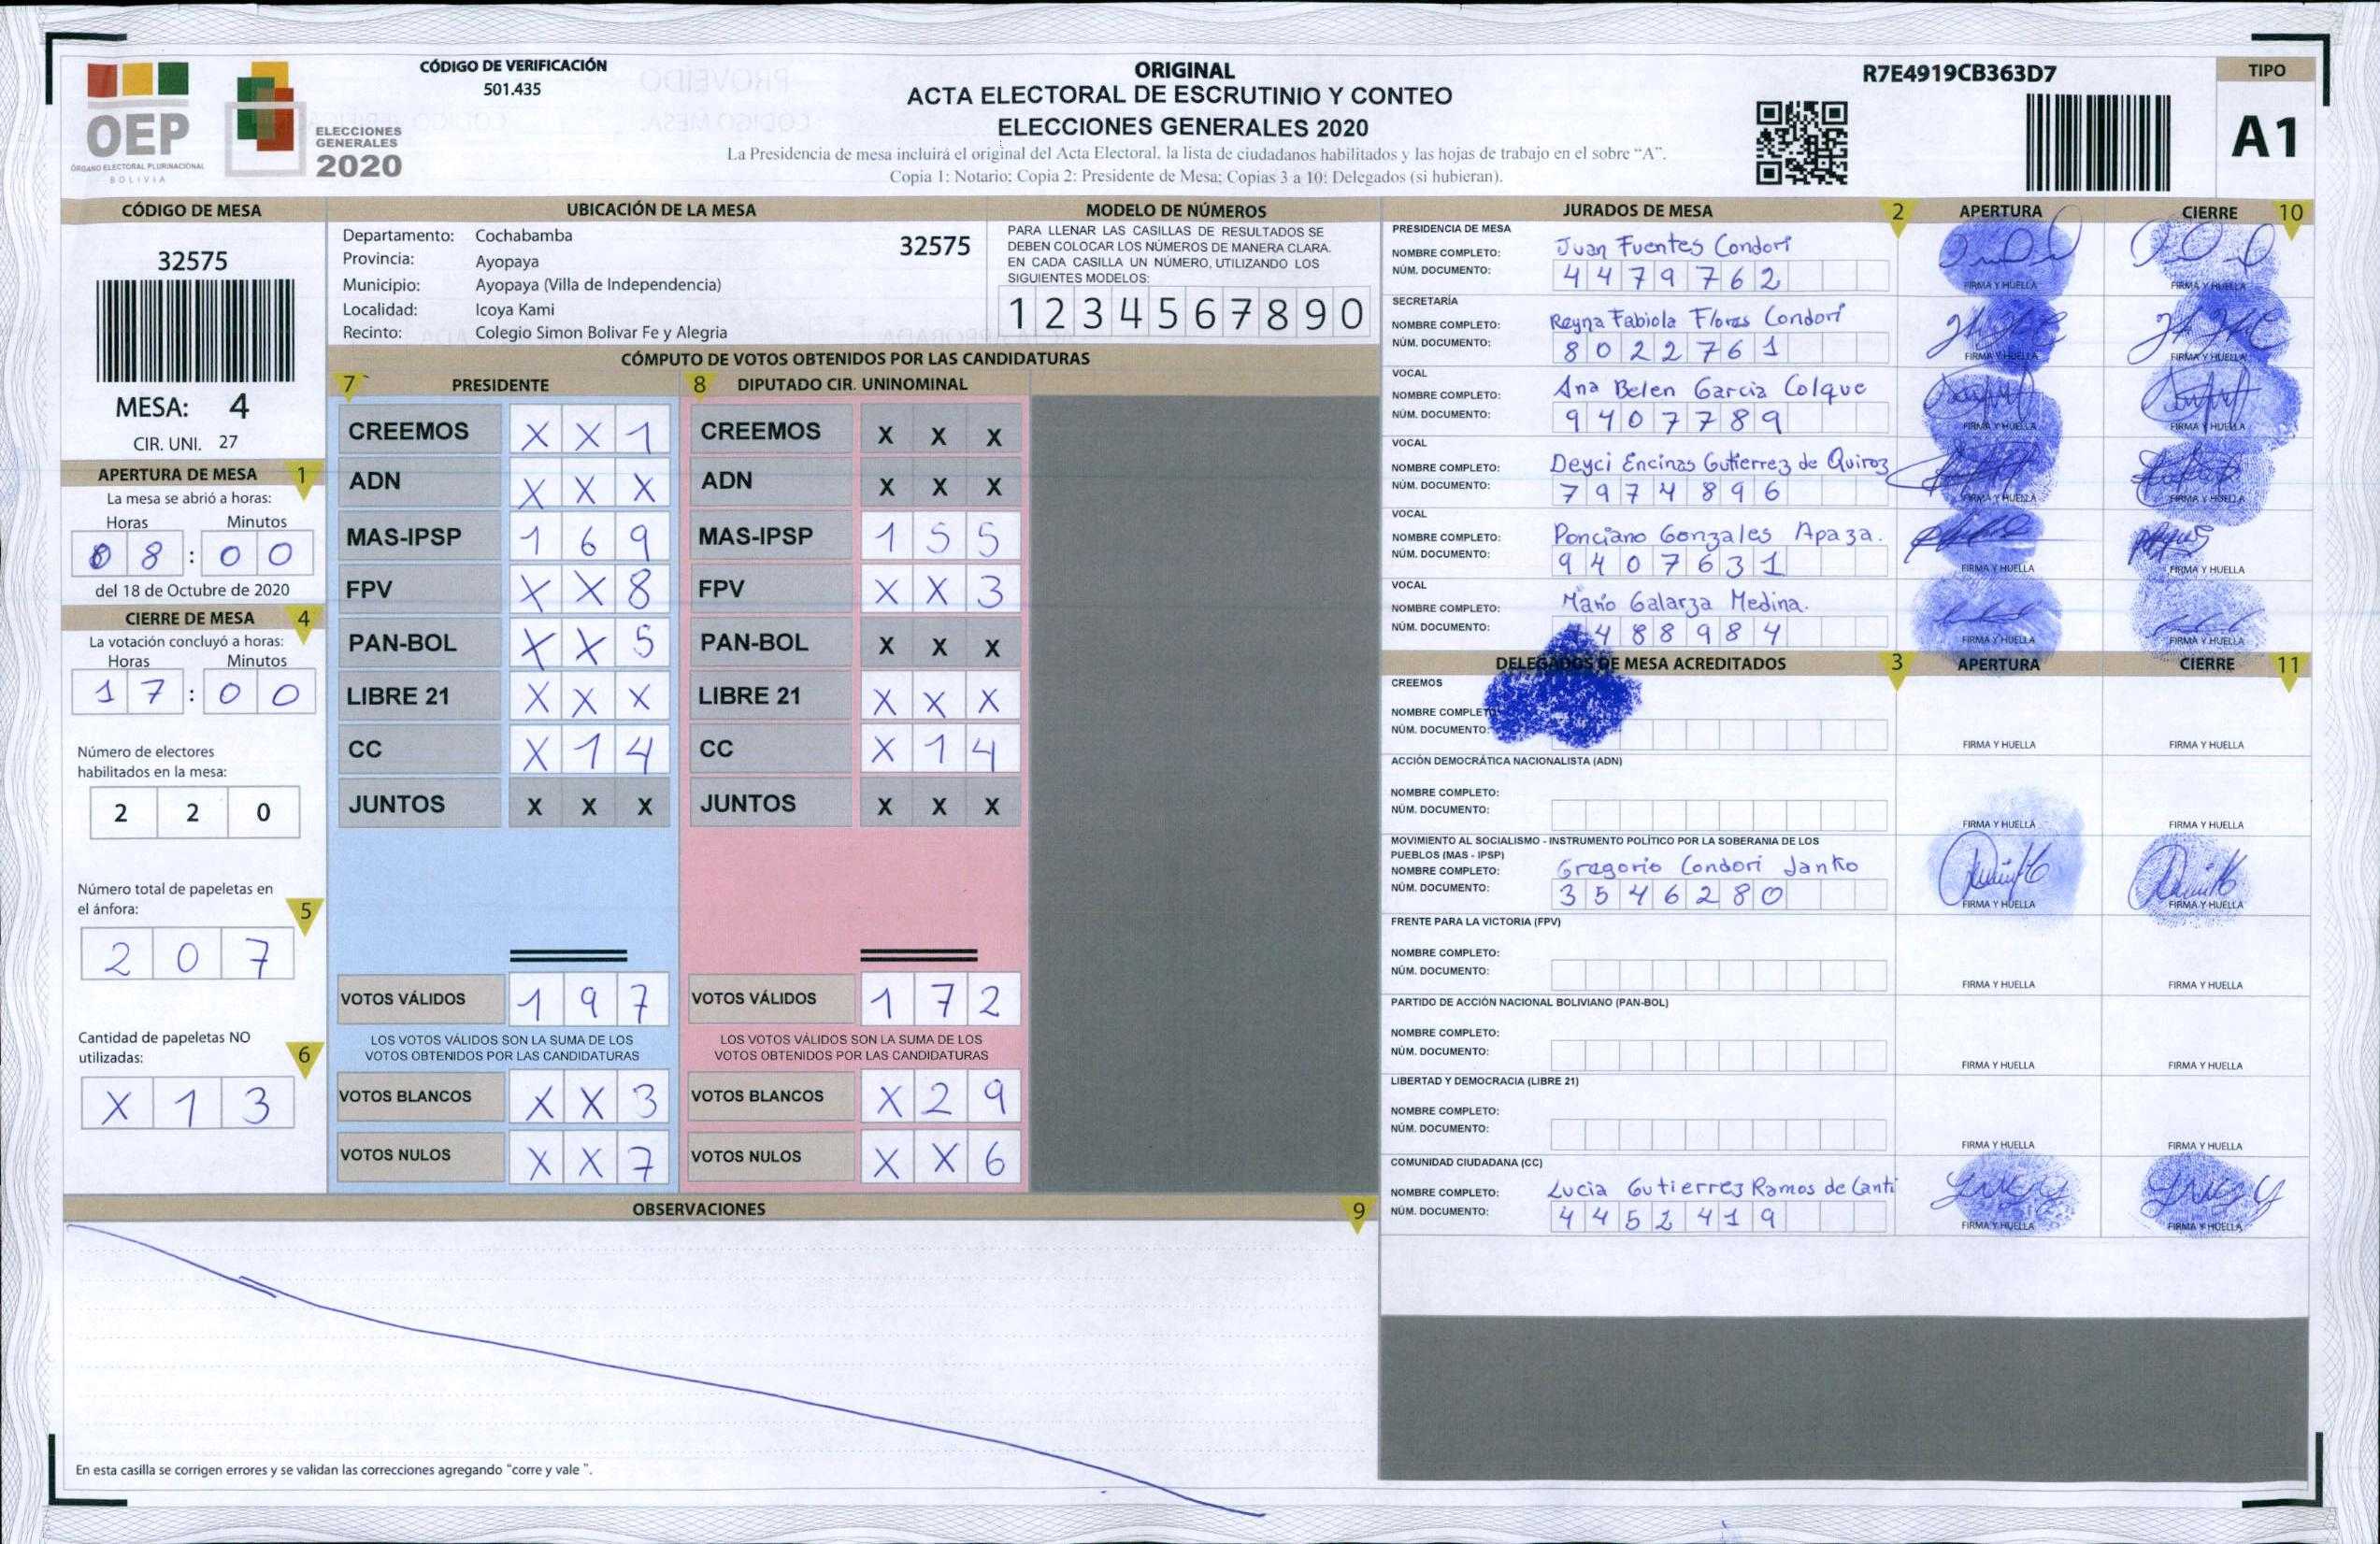 OEP
ÓRGANO ELECTORAL PLURINACIONAL
BOLIVIA
ELECCIONES
GENERALES
2020
CÓDIGO DE VERIFICACIÓN
501.435
ORIGINAL
ACTA ELECTORAL DE ESCRUTINIO Y CONTEO
ELECCIONES GENERALES 2020
La Presidencia de mesa incluirá el original del Acta Electoral, la lista de ciudadanos habilitados y las hojas de trabajo en el sobre “A”.
Copia 1: Notario; Copia 2: Presidente de Mesa; Copias 3 a 10: Delegados (si hubieran).
R7E4919CB363D7
TIPO
A1
CÓDIGO DE MESA
32575
MESA: 4
CIR. UNI. 27
APERTURA DE MESA 1
La mesa se abrió a horas:
Horas Minutos
0 8 : 0 0
del 18 de Octubre de 2020
CIERRE DE MESA 4
La votación concluyó a horas:
Horas Minutos
1 7 : 0 0
Número de electores
habilitados en la mesa:
2 2 0
Número total de papeletas en
el ánfora: 5
2 0 7
Cantidad de papeletas NO
utilizadas: 6
X 1 3
UBICACIÓN DE LA MESA
Departamento: Cochabamba 32575
Provincia: Ayopaya
Municipio: Ayopaya (Villa de Independencia)
Localidad: Icoya Kami
Recinto: Colegio Simon Bolivar Fe y Alegria
MODELO DE NÚMEROS
PARA LLENAR LAS CASILLAS DE RESULTADOS SE
DEBEN COLOCAR LOS NÚMEROS DE MANERA CLARA.
EN CADA CASILLA UN NÚMERO, UTILIZANDO LOS
SIGUIENTES MODELOS:
1 2 3 4 5 6 7 8 9 0
CÓMPUTO DE VOTOS OBTENIDOS POR LAS CANDIDATURAS
7 PRESIDENTE
CREEMOS X X 1
ADN X X X
MAS-IPSP 1 6 9
FPV X X 8
PAN-BOL X X 5
LIBRE 21 X X X
CC X 1 4
JUNTOS X X X
VOTOS VÁLIDOS 1 9 7
LOS VOTOS VÁLIDOS SON LA SUMA DE LOS
VOTOS OBTENIDOS POR LAS CANDIDATURAS
VOTOS BLANCOS X X 3
VOTOS NULOS X X 7
8 DIPUTADO CIR. UNINOMINAL
CREEMOS X X X
ADN X X X
MAS-IPSP 1 5 5
FPV X X 3
PAN-BOL X X X
LIBRE 21 X X X
CC X 1 4
JUNTOS X X X
VOTOS VÁLIDOS 1 7 2
LOS VOTOS VÁLIDOS SON LA SUMA DE LOS
VOTOS OBTENIDOS POR LAS CANDIDATURAS
VOTOS BLANCOS X 2 9
VOTOS NULOS X X 6
OBSERVACIONES 9
En esta casilla se corrigen errores y se validan las correcciones agregando “corre y vale ”.
JURADOS DE MESA 2 APERTURA CIERRE 10
PRESIDENCIA DE MESA
NOMBRE COMPLETO: Juan Fuentes Condori
NÚM. DOCUMENTO: 4 4 7 9 7 6 2
FIRMA Y HUELLA FIRMA Y HUELLA
SECRETARÍA
NOMBRE COMPLETO: Reyna Fabiola Flores Condori
NÚM. DOCUMENTO: 8 0 2 2 7 6 1
FIRMA Y HUELLA FIRMA Y HUELLA
VOCAL
NOMBRE COMPLETO: Ana Belen Garcia Colque
NÚM. DOCUMENTO: 9 4 0 7 7 8 9
FIRMA Y HUELLA FIRMA Y HUELLA
VOCAL
NOMBRE COMPLETO: Deyci Encinas Gutierrez de Quiroz
NÚM. DOCUMENTO: 7 9 7 4 8 9 6
FIRMA Y HUELLA FIRMA Y HUELLA
VOCAL
NOMBRE COMPLETO: Ponciano Gonzales Apaza.
NÚM. DOCUMENTO: 9 4 0 7 6 3 1
FIRMA Y HUELLA FIRMA Y HUELLA
VOCAL
NOMBRE COMPLETO: Mario Galarza Medina.
NÚM. DOCUMENTO: 4 4 8 8 9 8 4
FIRMA Y HUELLA FIRMA Y HUELLA
DELEGADOS DE MESA ACREDITADOS 3 APERTURA CIERRE 11
CREEMOS
NOMBRE COMPLETO:
NÚM. DOCUMENTO:
FIRMA Y HUELLA FIRMA Y HUELLA
ACCIÓN DEMOCRÁTICA NACIONALISTA (ADN)
NOMBRE COMPLETO:
NÚM. DOCUMENTO:
FIRMA Y HUELLA FIRMA Y HUELLA
MOVIMIENTO AL SOCIALISMO - INSTRUMENTO POLÍTICO POR LA SOBERANIA DE LOS
PUEBLOS (MAS - IPSP)
NOMBRE COMPLETO: Gregorio Condori Janko
NÚM. DOCUMENTO: 3 5 4 6 2 8 0
FIRMA Y HUELLA FIRMA Y HUELLA
FRENTE PARA LA VICTORIA (FPV)
NOMBRE COMPLETO:
NÚM. DOCUMENTO:
FIRMA Y HUELLA FIRMA Y HUELLA
PARTIDO DE ACCIÓN NACIONAL BOLIVIANO (PAN-BOL)
NOMBRE COMPLETO:
NÚM. DOCUMENTO:
FIRMA Y HUELLA FIRMA Y HUELLA
LIBERTAD Y DEMOCRACIA (LIBRE 21)
NOMBRE COMPLETO:
NÚM. DOCUMENTO:
FIRMA Y HUELLA FIRMA Y HUELLA
COMUNIDAD CIUDADANA (CC)
NOMBRE COMPLETO: Lucia Gutierrez Ramos de Canti
NÚM. DOCUMENTO: 4 4 5 2 4 1 9
FIRMA Y HUELLA FIRMA Y HUELLA